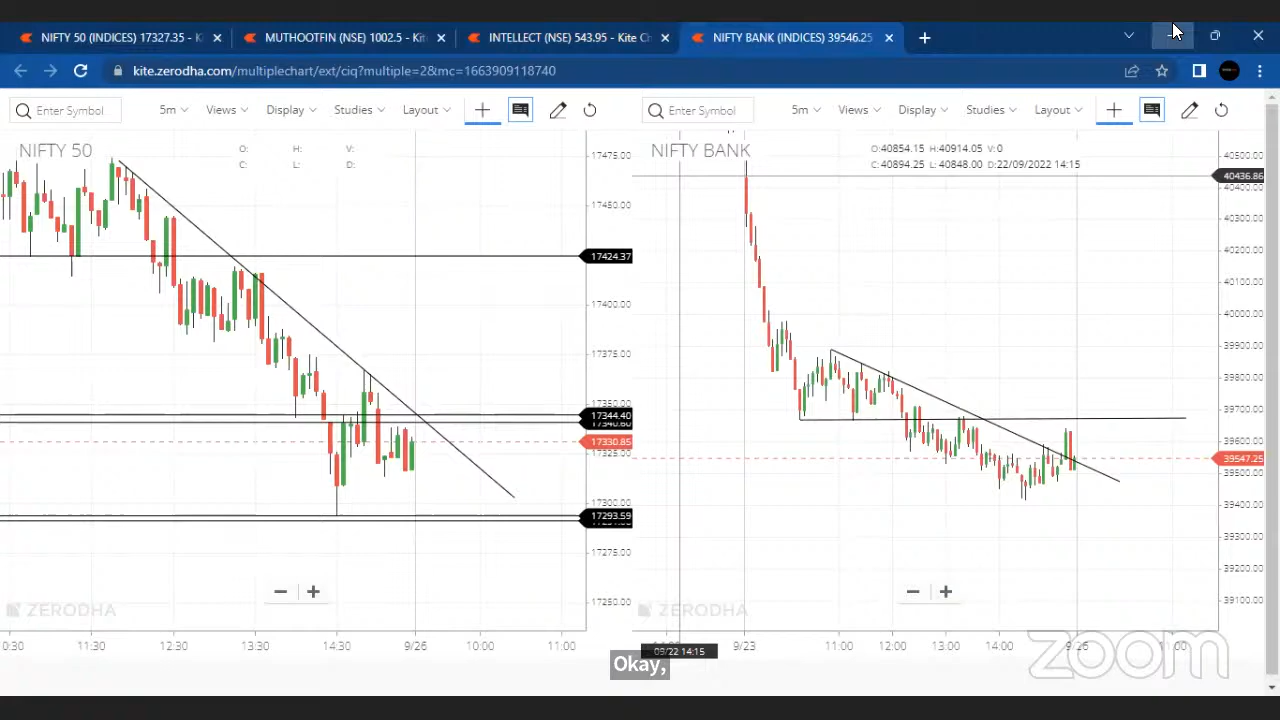 NIFTY 50 (INDICES) 17327.35 - K
MUTHOOTFIN (NSE) 1002.5 - Kit
INTELLECT (NSE) 543.95 - Kite Ch
NIFTY BANK (INDICES) 39546.25
kite.zerodha.com/multiplechart/ext/ciq?multiple=2&mc=1663909118740
Enter Symbol 5m Views Display Studies Layout
Enter Symbol 5m Views Display Studies Layout
NIFTY 50
O: H: V:
C: L: D:
17475.00
17450.00
17424.37
17400.00
17375.00
17350.00
17344.40
17340.60
17330.85
17325.00
17300.00
17293.59
17275.00
17250.00
ZERODHA
0:30 11:30 12:30 13:30 14:30 9/26 10:00 11:00
NIFTY BANK
O:40854.15 H:40914.05 V:0
C:40894.25 L:40848.00 D:22/09/2022 14:15
40500.00
40436.86
40400.00
40300.00
40200.00
40100.00
40000.00
39900.00
39800.00
39700.00
39600.00
39547.25
39500.00
39400.00
39300.00
39200.00
39100.00
ZERODHA
9/23 11:00 12:00 13:00 14:00 9/26 11:00
09/22 14:15
zoom
Okay,